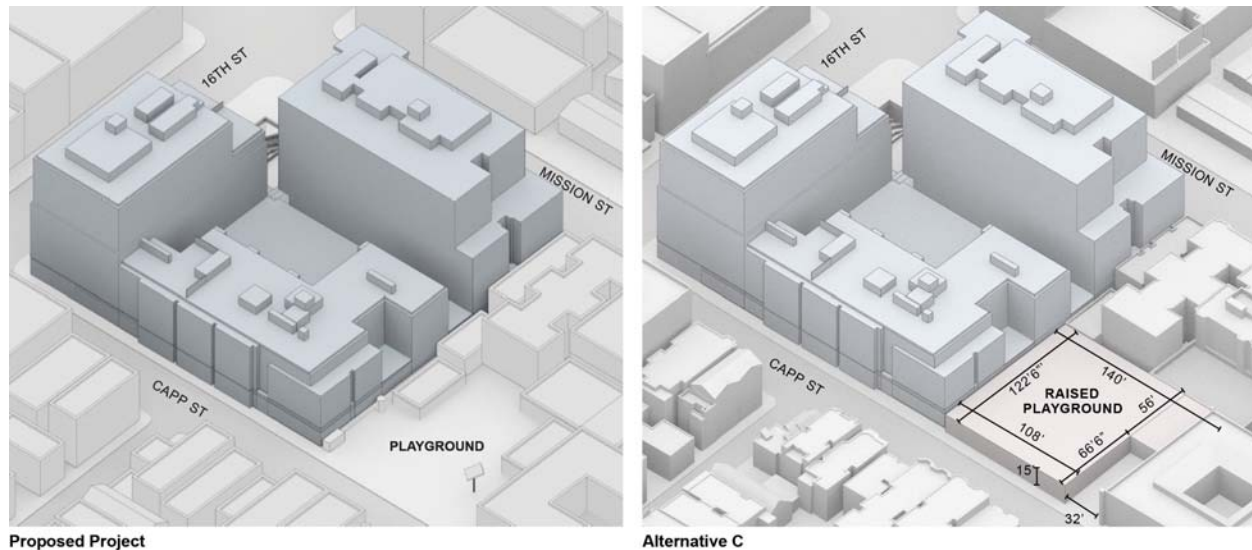 16TH ST
MISSION ST
CAPP ST
PLAYGROUND
Proposed Project
16TH ST
MISSION ST
CAPP ST
122'6"
140'
RAISED
PLAYGROUND
56'
108'
66'6"
15'
32'
Alternative C